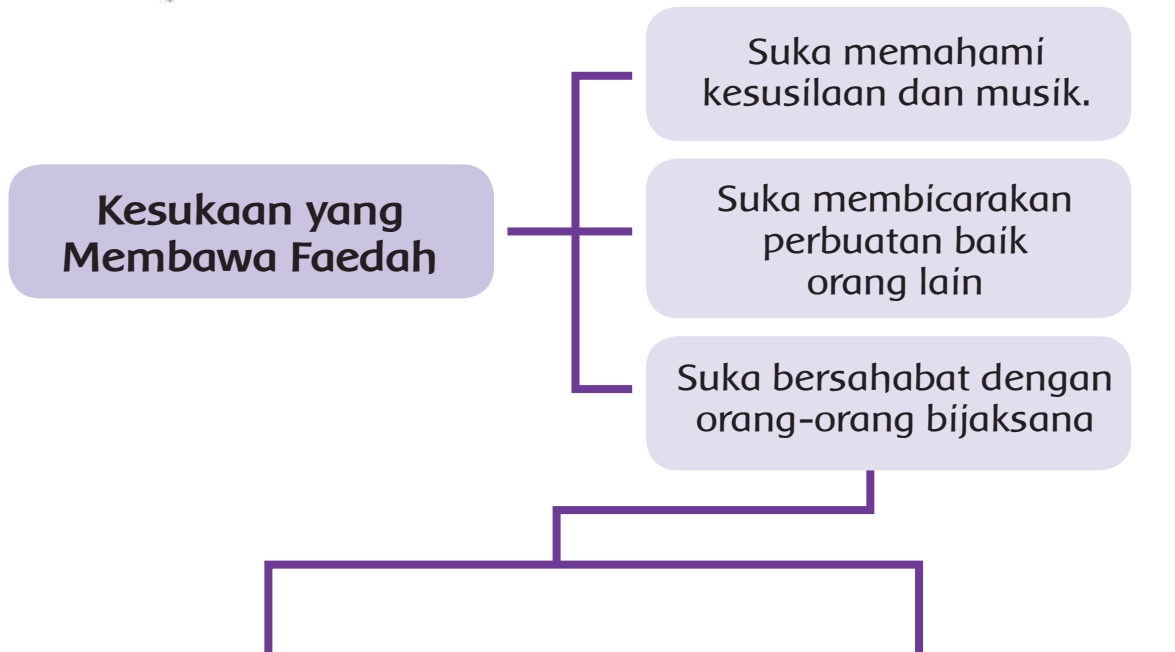 Suka memahami
kesusilaan dan musik.
Kesukaan yang
Membawa Faedah
Suka membicarakan
perbuatan baik
orang lain
Suka bersahabat dengan
orang-orang bijaksana